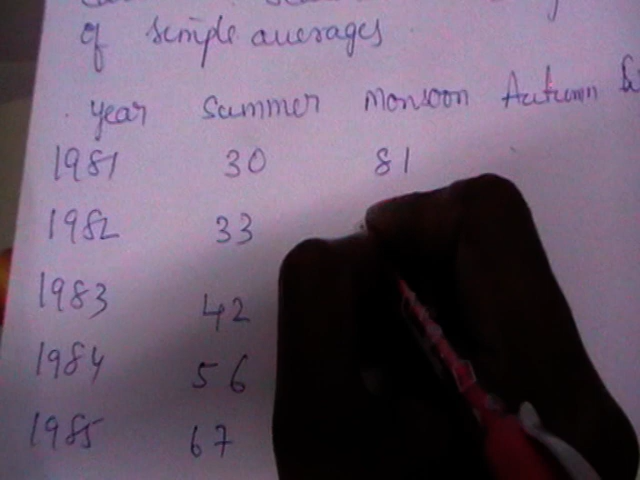 of simple averages
year Summer Monsoon Autumn
1981 30 81
1982 33
1983 42
1984 56
1985 67